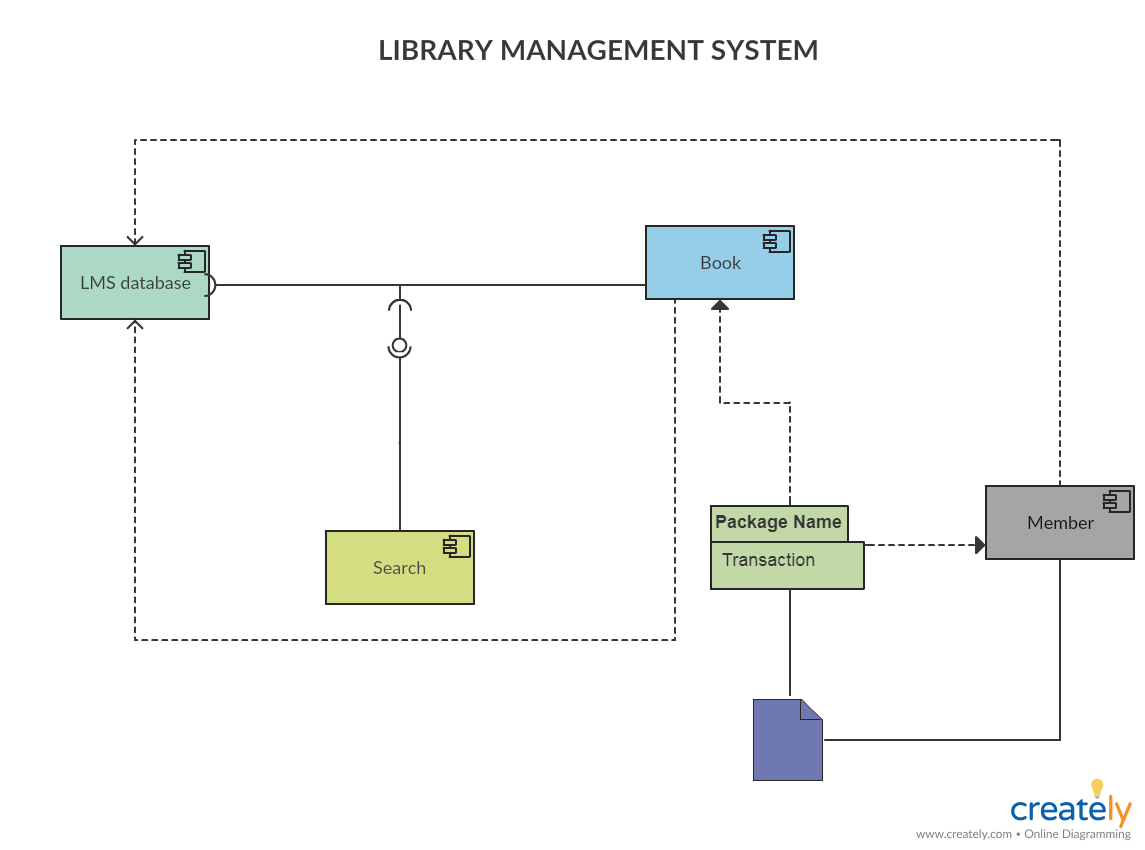 LIBRARY MANAGEMENT SYSTEM
Book
LMS database
Member
Package Name
Transaction
Search
creately
www.creately.com • Online Diagramming